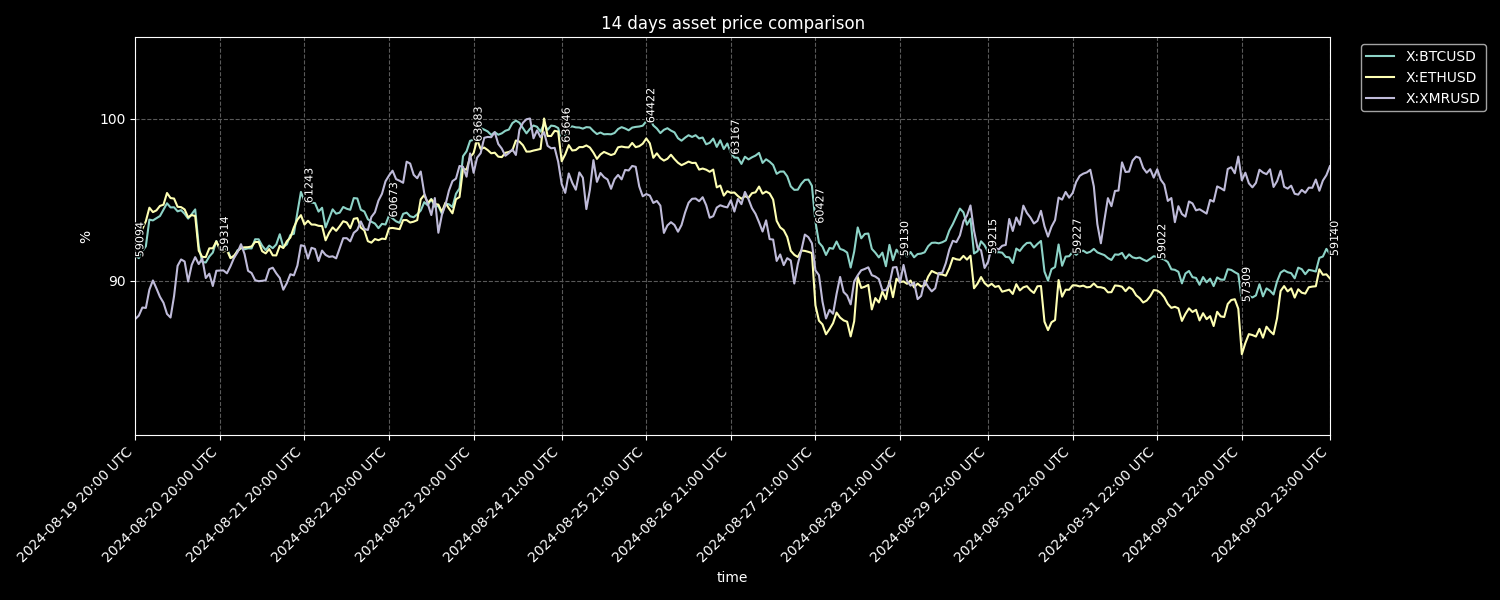 14 days asset price comparison
X:BTCUSD
X:ETHUSD
X:XMRUSD
100
90
%
59094
59314
61243
60673
63683
63646
64422
63167
60427
59130
59215
59227
59022
57309
59140
2024-08-19 20:00 UTC
2024-08-20 20:00 UTC
2024-08-21 20:00 UTC
2024-08-22 20:00 UTC
2024-08-23 20:00 UTC
2024-08-24 21:00 UTC
2024-08-25 21:00 UTC
2024-08-26 21:00 UTC
2024-08-27 21:00 UTC
2024-08-28 21:00 UTC
2024-08-29 22:00 UTC
2024-08-30 22:00 UTC
2024-08-31 22:00 UTC
2024-09-01 22:00 UTC
2024-09-02 23:00 UTC
time